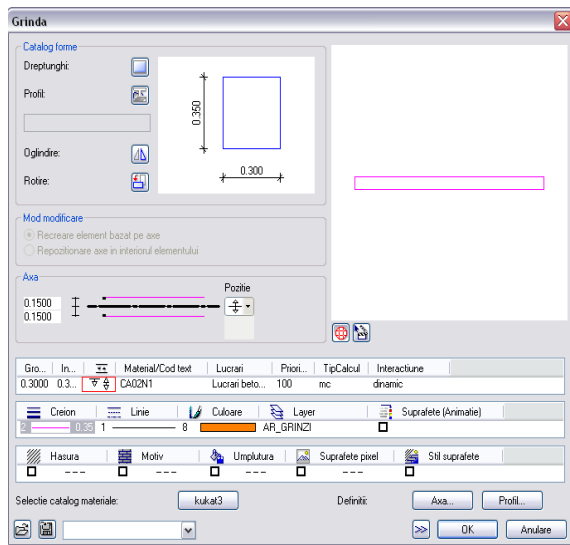 Grinda
Catalog forme
Dreptunghi:
Profil:
Oglindire:
Rotire:
0.350
0.300
Mod modificare
Recreare element bazat pe axe
Repozitionare axe in interiorul elementului
Axa
Pozitie
0.1500
0.1500
Gro... In... Material/Cod text Lucrari Priori... TipCalcul Interactiune
0.3000 0.3... CA02N1 Lucrari beto... 100 mc dinamic
Creion Linie Culoare Layer Suprafete (Animatie)
2 0.35 1 8 AR_GRINZI
Hasura Motiv Umplutura Suprafete pixel Stil suprafete
--- --- --- ---
Selectie catalog materiale: kukat3 Definitii: Axa... Profil...
>> OK Anulare